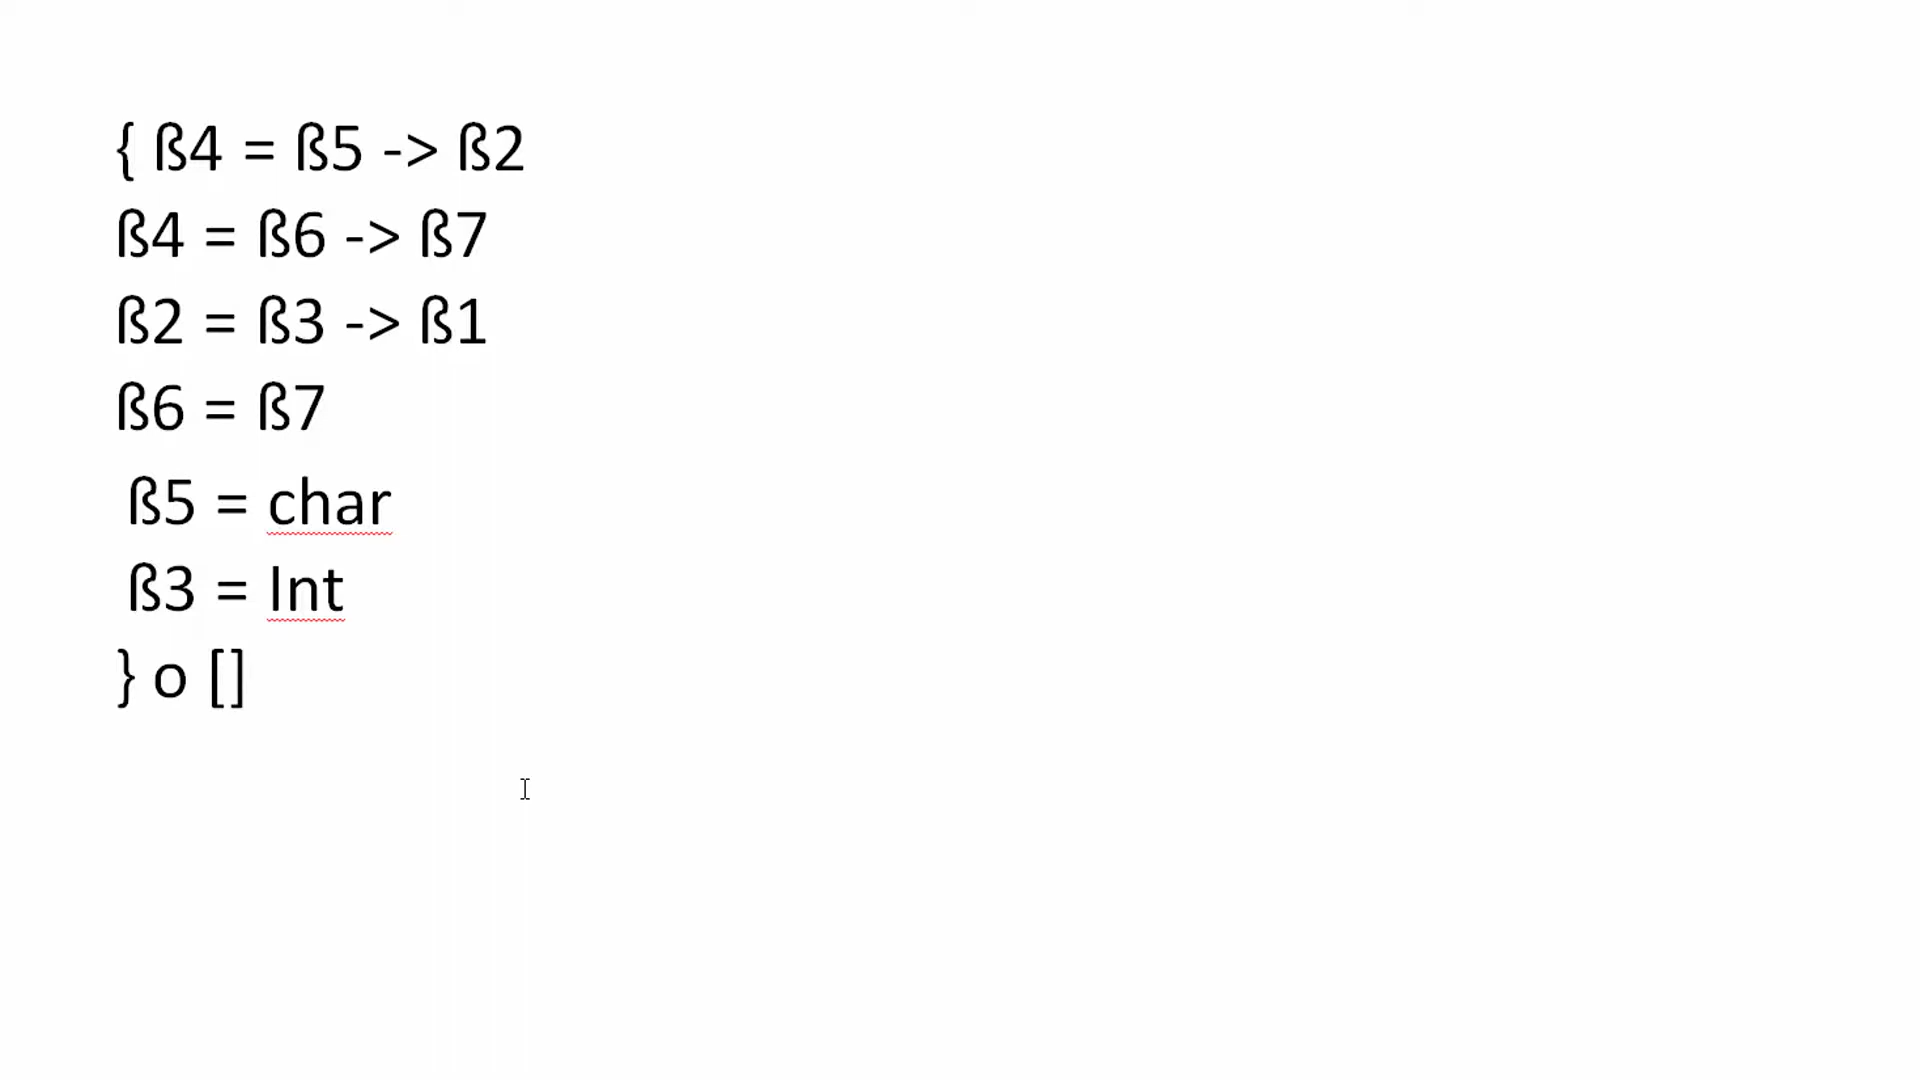 { ß4 = ß5 -> ß2
ß4 = ß6 -> ß7
ß2 = ß3 -> ß1
ß6 = ß7
ß5 = char
ß3 = Int
} o []